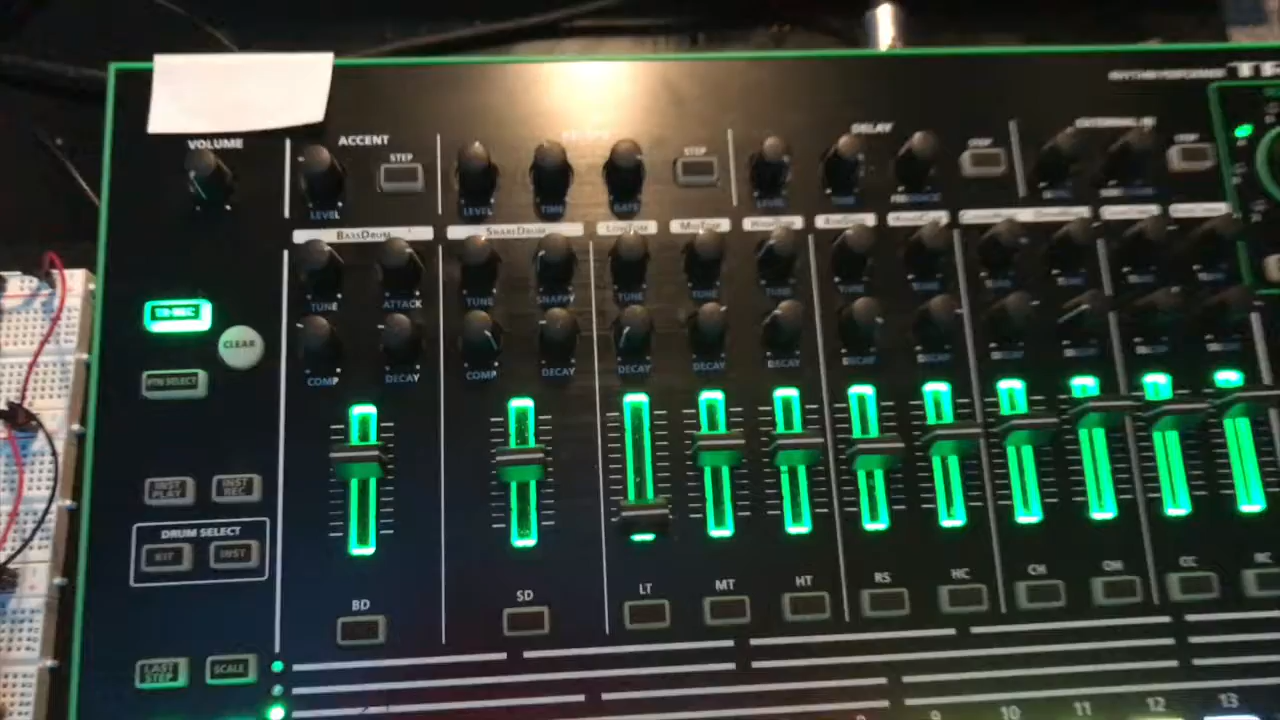 VOLUME
ACCENT
DELAY
STEP
STEP
STEP
STEP
LEVEL
LEVEL
TIME
GATE
LEVEL
TIME
BASSDRUM
SNAREDRUM
LOWTOM
MIDTOM
TUNE
ATTACK
TUNE
SNAPPY
TUNE
TUNE
TUNE
TR-REC
CLEAR
PTN SELECT
COMP
DECAY
COMP
DECAY
DECAY
DECAY
DECAY
DECAY
INST PLAY
INST REC
DRUM SELECT
KIT
INST
BD
SD
LT
MT
HT
RS
HC
CH
OH
CC
RC
LAST STEP
SCALE
9
10
11
12
13